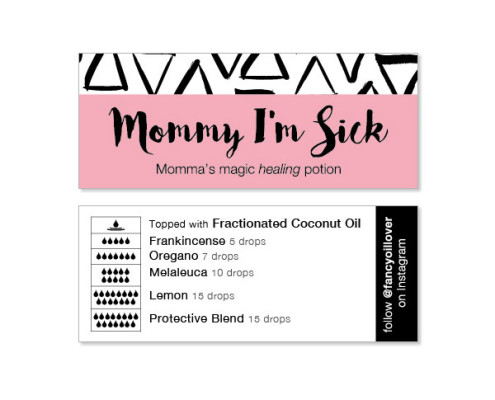 Mommy I'm Sick
Momma's magic healing potion
Topped with Fractionated Coconut Oil
Frankincense 5 drops
Oregano 7 drops
Melaleuca 10 drops
Lemon 15 drops
Protective Blend 15 drops
follow @fancyoillover
on Instagram